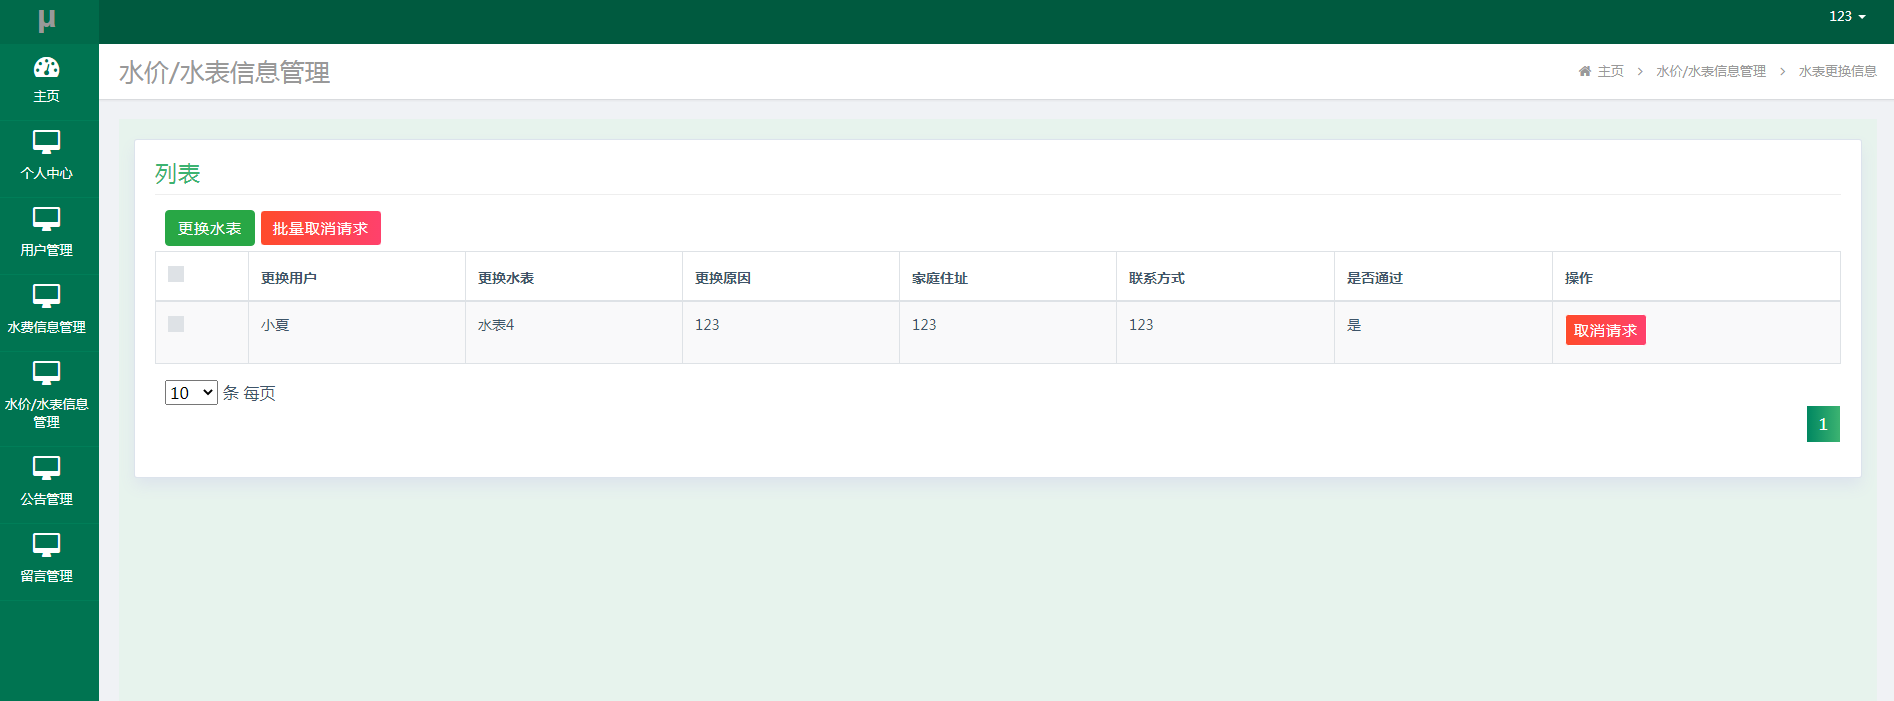 µ
123
主页
个人中心
用户管理
水费信息管理
水价/水表信息
管理
公告管理
留言管理
水价/水表信息管理
主页 > 水价/水表信息管理 > 水表更换信息
列表
更换水表 批量取消请求
更换用户 更换水表 更换原因 家庭住址 联系方式 是否通过 操作
小夏 水表4 123 123 123 是 取消请求
10 条 每页
1